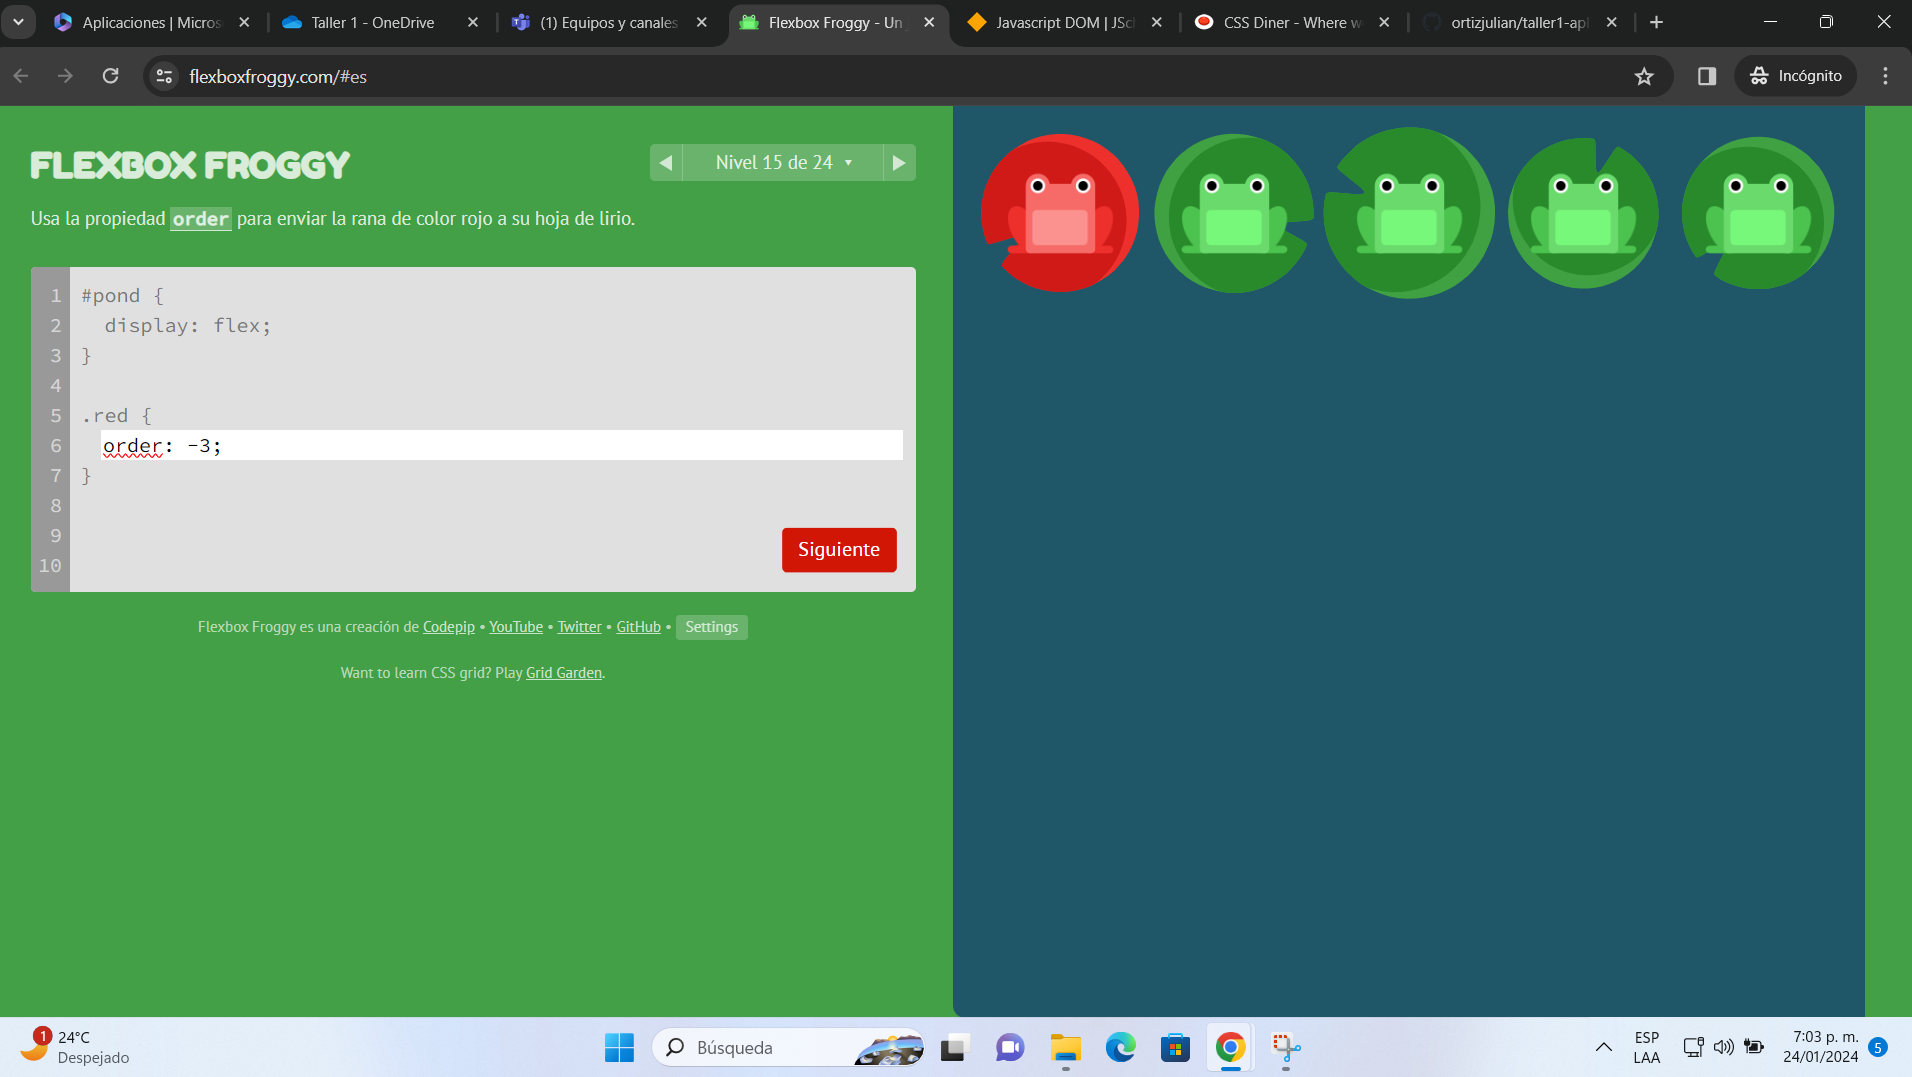 Aplicaciones | Micros
Taller 1 - OneDrive
(1) Equipos y canales
Flexbox Froggy - Un
Javascript DOM | JSc
CSS Diner - Where w
ortizjulian/taller1-apl
flexboxfroggy.com/#es
Incógnito
FLEXBOX FROGGY
Nivel 15 de 24
Usa la propiedad order para enviar la rana de color rojo a su hoja de lirio.
1 #pond {
2 display: flex;
3 }
4
5 .red {
6 order: -3;
7 }
8
9
10
Siguiente
Flexbox Froggy es una creación de Codepip • YouTube • Twitter • GitHub • Settings
Want to learn CSS grid? Play Grid Garden.
1
24°C
Despejado
Búsqueda
ESP
LAA
7:03 p. m.
24/01/2024
5